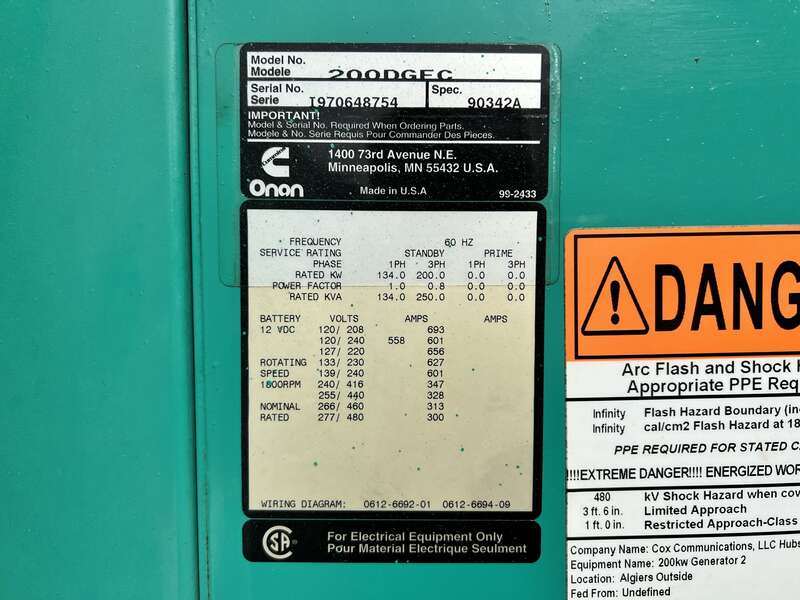 Model No.
Modele 200DGFC
Serial No. Spec.
Serie I970648754 90342A
IMPORTANT!
Model & Serial No. Required When Ordering Parts.
Modele & No. Serie Requis Pour Commander Des Pieces.
1400 73rd Avenue N.E.
Minneapolis, MN 55432 U.S.A.
Onan Made in U.S.A 99-2433
FREQUENCY 60 HZ
SERVICE RATING STANDBY PRIME
PHASE 1PH 3PH 1PH 3PH
RATED KW 134.0 200.0 0.0 0.0
POWER FACTOR 1.0 0.8 0.0 0.0
RATED KVA 134.0 250.0 0.0 0.0
BATTERY VOLTS AMPS AMPS
12 VDC 120/ 208 693
120/ 240 558 601
127/ 220 656
ROTATING 133/ 230 627
SPEED 139/ 240 601
1800RPM 240/ 416 347
255/ 440 328
NOMINAL 266/ 460 313
RATED 277/ 480 300
WIRING DIAGRAM: 0612-6692-01 0612-6694-09
CSA
For Electrical Equipment Only
Pour Material Electrique Seulment
DANG
Arc Flash and Shock H
Appropriate PPE Requ
Infinity Flash Hazard Boundary (in
Infinity cal/cm2 Flash Hazard at 18
PPE REQUIRED FOR STATED CA
!!!!EXTREME DANGER!!!! ENERGIZED WOR
480 kV Shock Hazard when cov
3 ft. 6 in. Limited Approach
1 ft. 0 in. Restricted Approach-Class
Company Name: Cox Communications, LLC Hubs
Equipment Name: 200kw Generator 2
Location: Algiers Outside
Fed From: Undefined